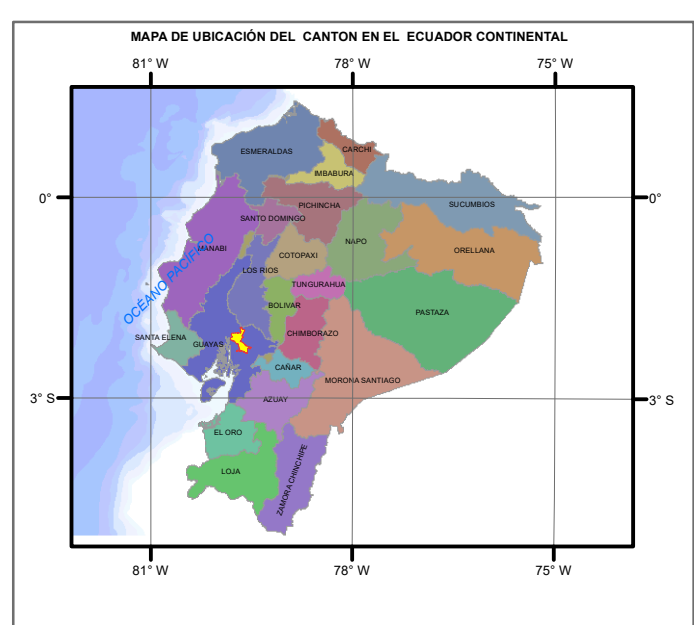 MAPA DE UBICACIÓN DEL CANTON EN EL ECUADOR CONTINENTAL
81° W 78° W 75° W
ESMERALDAS
CARCHI
IMBABURA
0° 0°
SUCUMBIOS
PICHINCHA
SANTO DOMINGO
NAPO
ORELLANA
MANABI
COTOPAXI
OCÉANO PACÍFICO
LOS RIOS
TUNGURAHUA
BOLIVAR
PASTAZA
CHIMBORAZO
SANTA ELENA
GUAYAS
CAÑAR
MORONA SANTIAGO
3° S 3° S
AZUAY
EL ORO
LOJA
ZAMORA CHINCHIPE
81° W 78° W 75° W